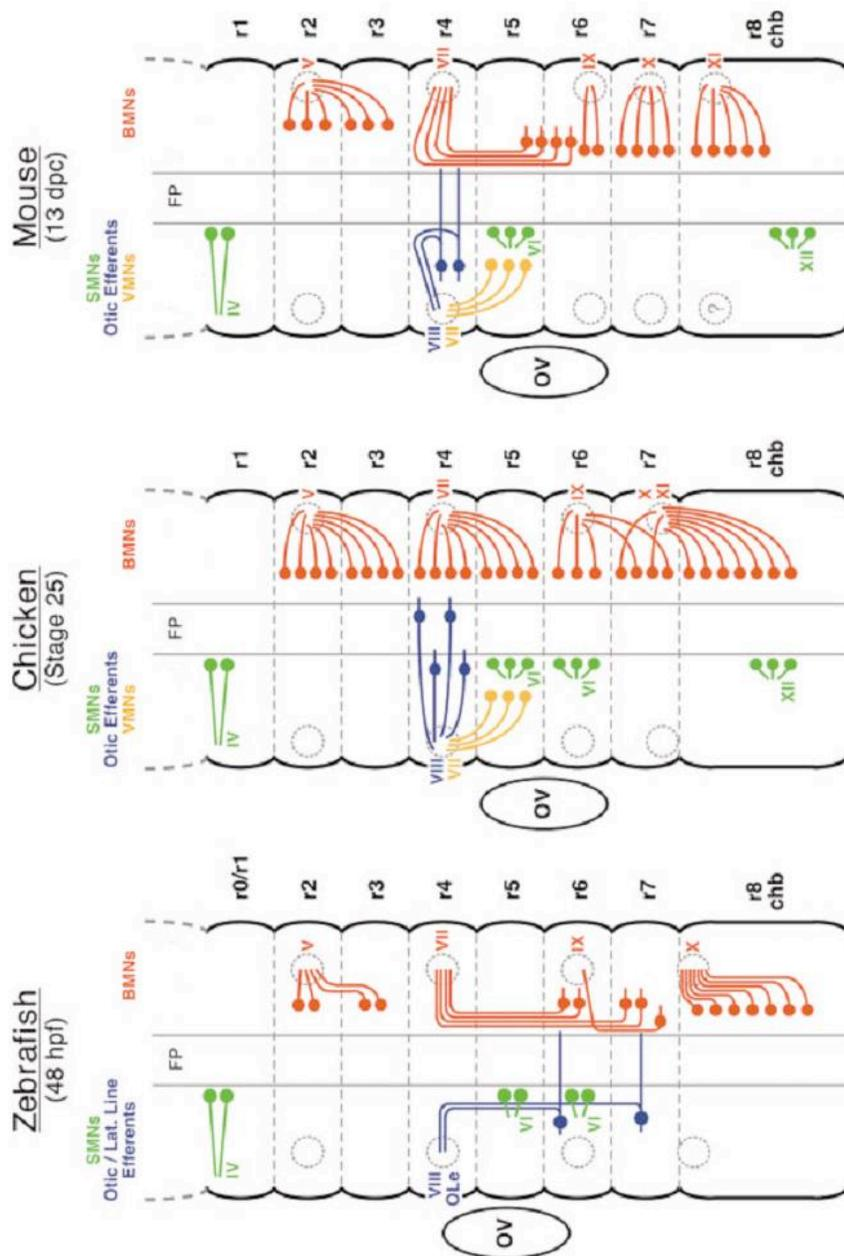 Zebrafish
(48 hpf)
SMNs
Otic / Lat. Line
Efferents
BMNs
FP
IV
r0/r1
V
r2
r3
VIII
OLe
VII
r4
OV
VI
r5
VI
IX
r6
r7
X
r8
chb
Chicken
(Stage 25)
SMNs
Otic Efferents
VMNs
BMNs
FP
IV
r1
V
r2
r3
VIII
VII
VII
r4
OV
VI
r5
VI
IX
r6
X
XI
r7
XII
r8
chb
Mouse
(13 dpc)
SMNs
Otic Efferents
VMNs
BMNs
FP
IV
r1
V
r2
r3
VIII
VII
VII
r4
OV
VI
r5
IX
r6
X
r7
?
XI
XII
r8
chb